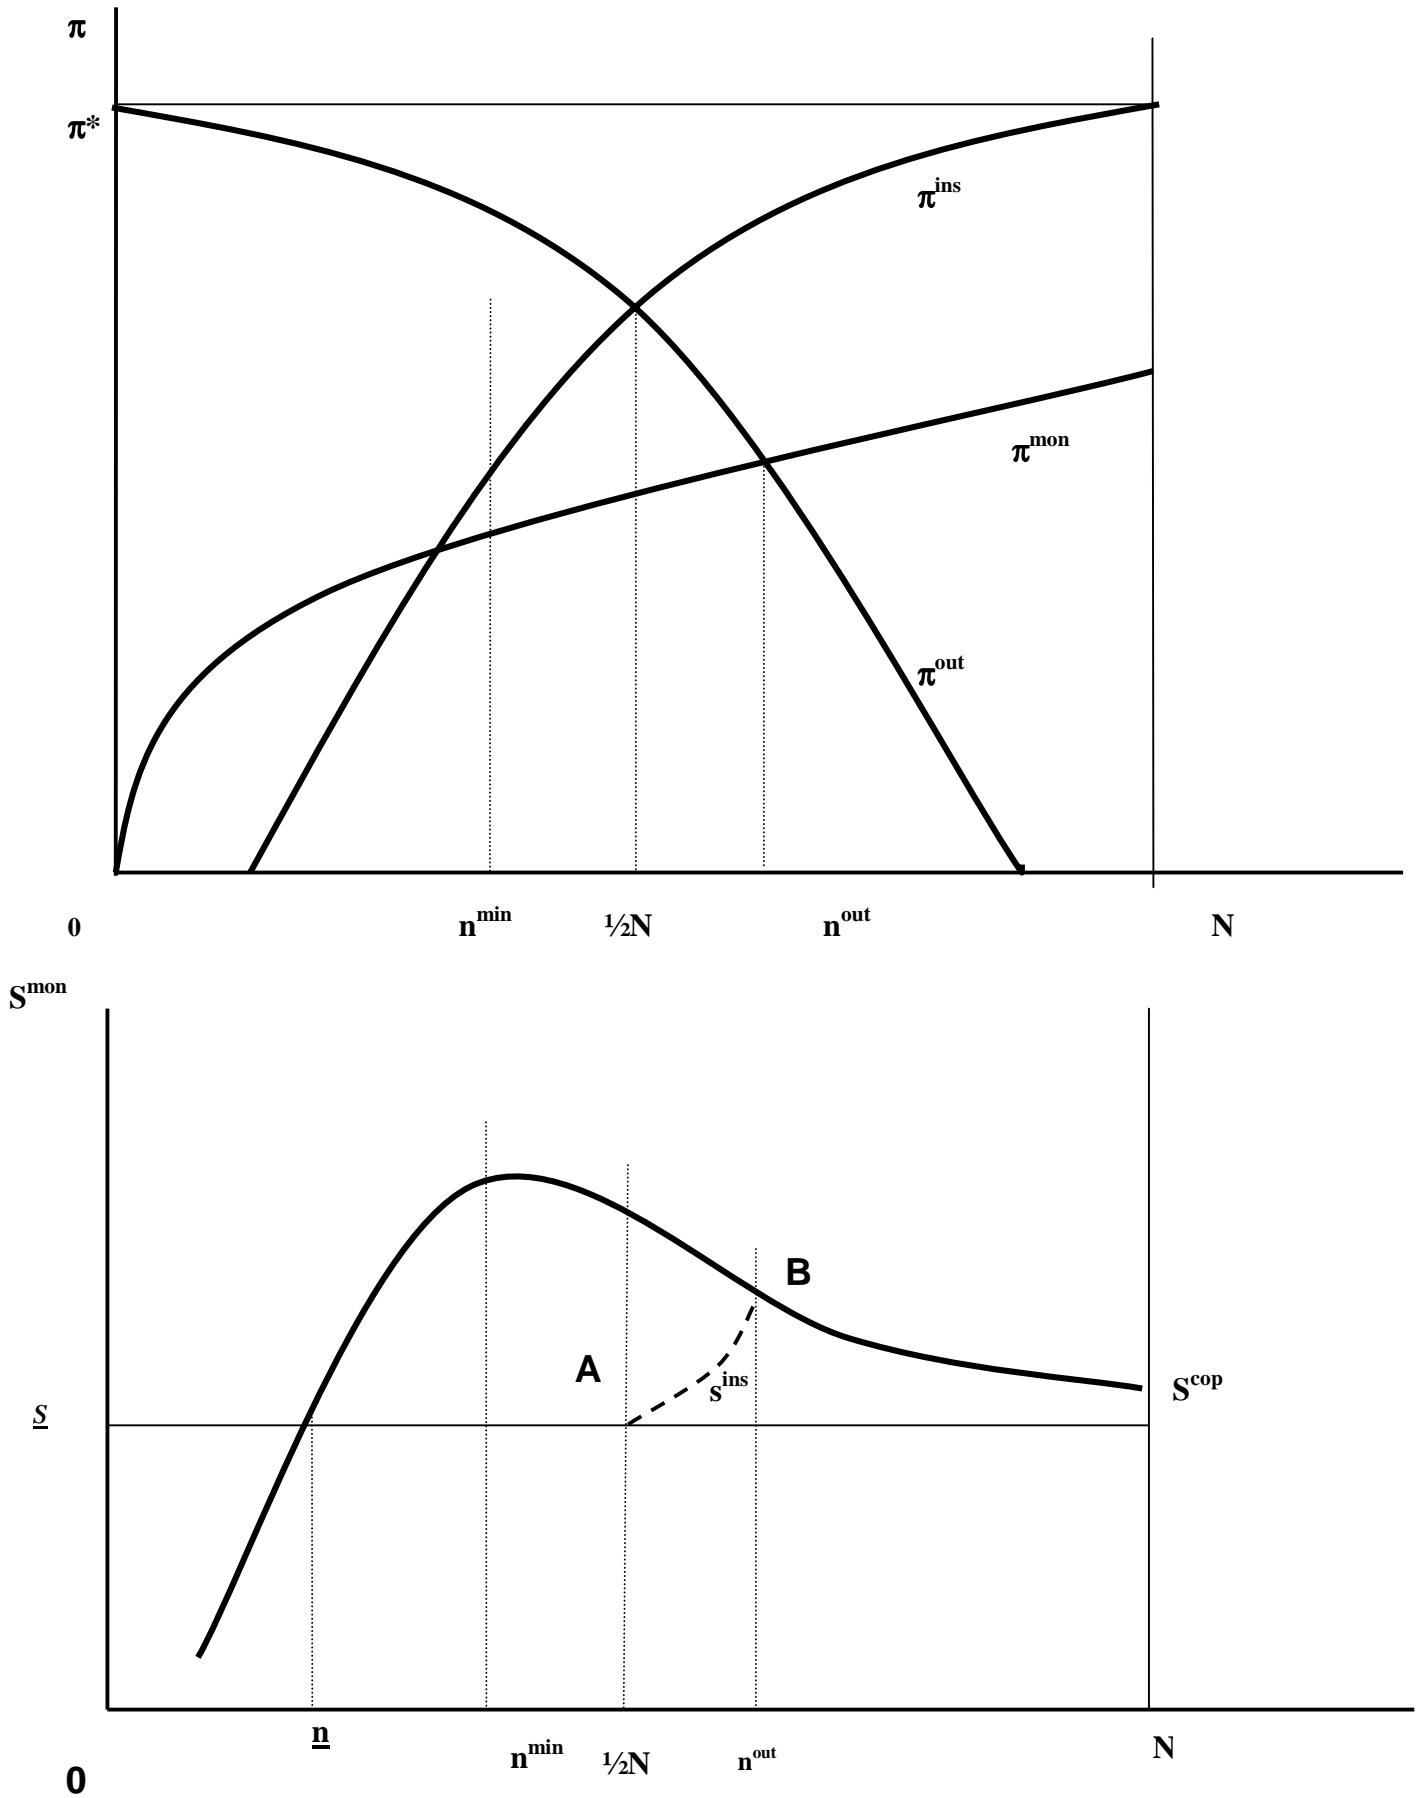 π
π*
π^ins
π^mon
π^out
0 n^min ½N n^out N
S^mon
B
A
s^ins
S^cop
S
n
n^min ½N n^out N
0